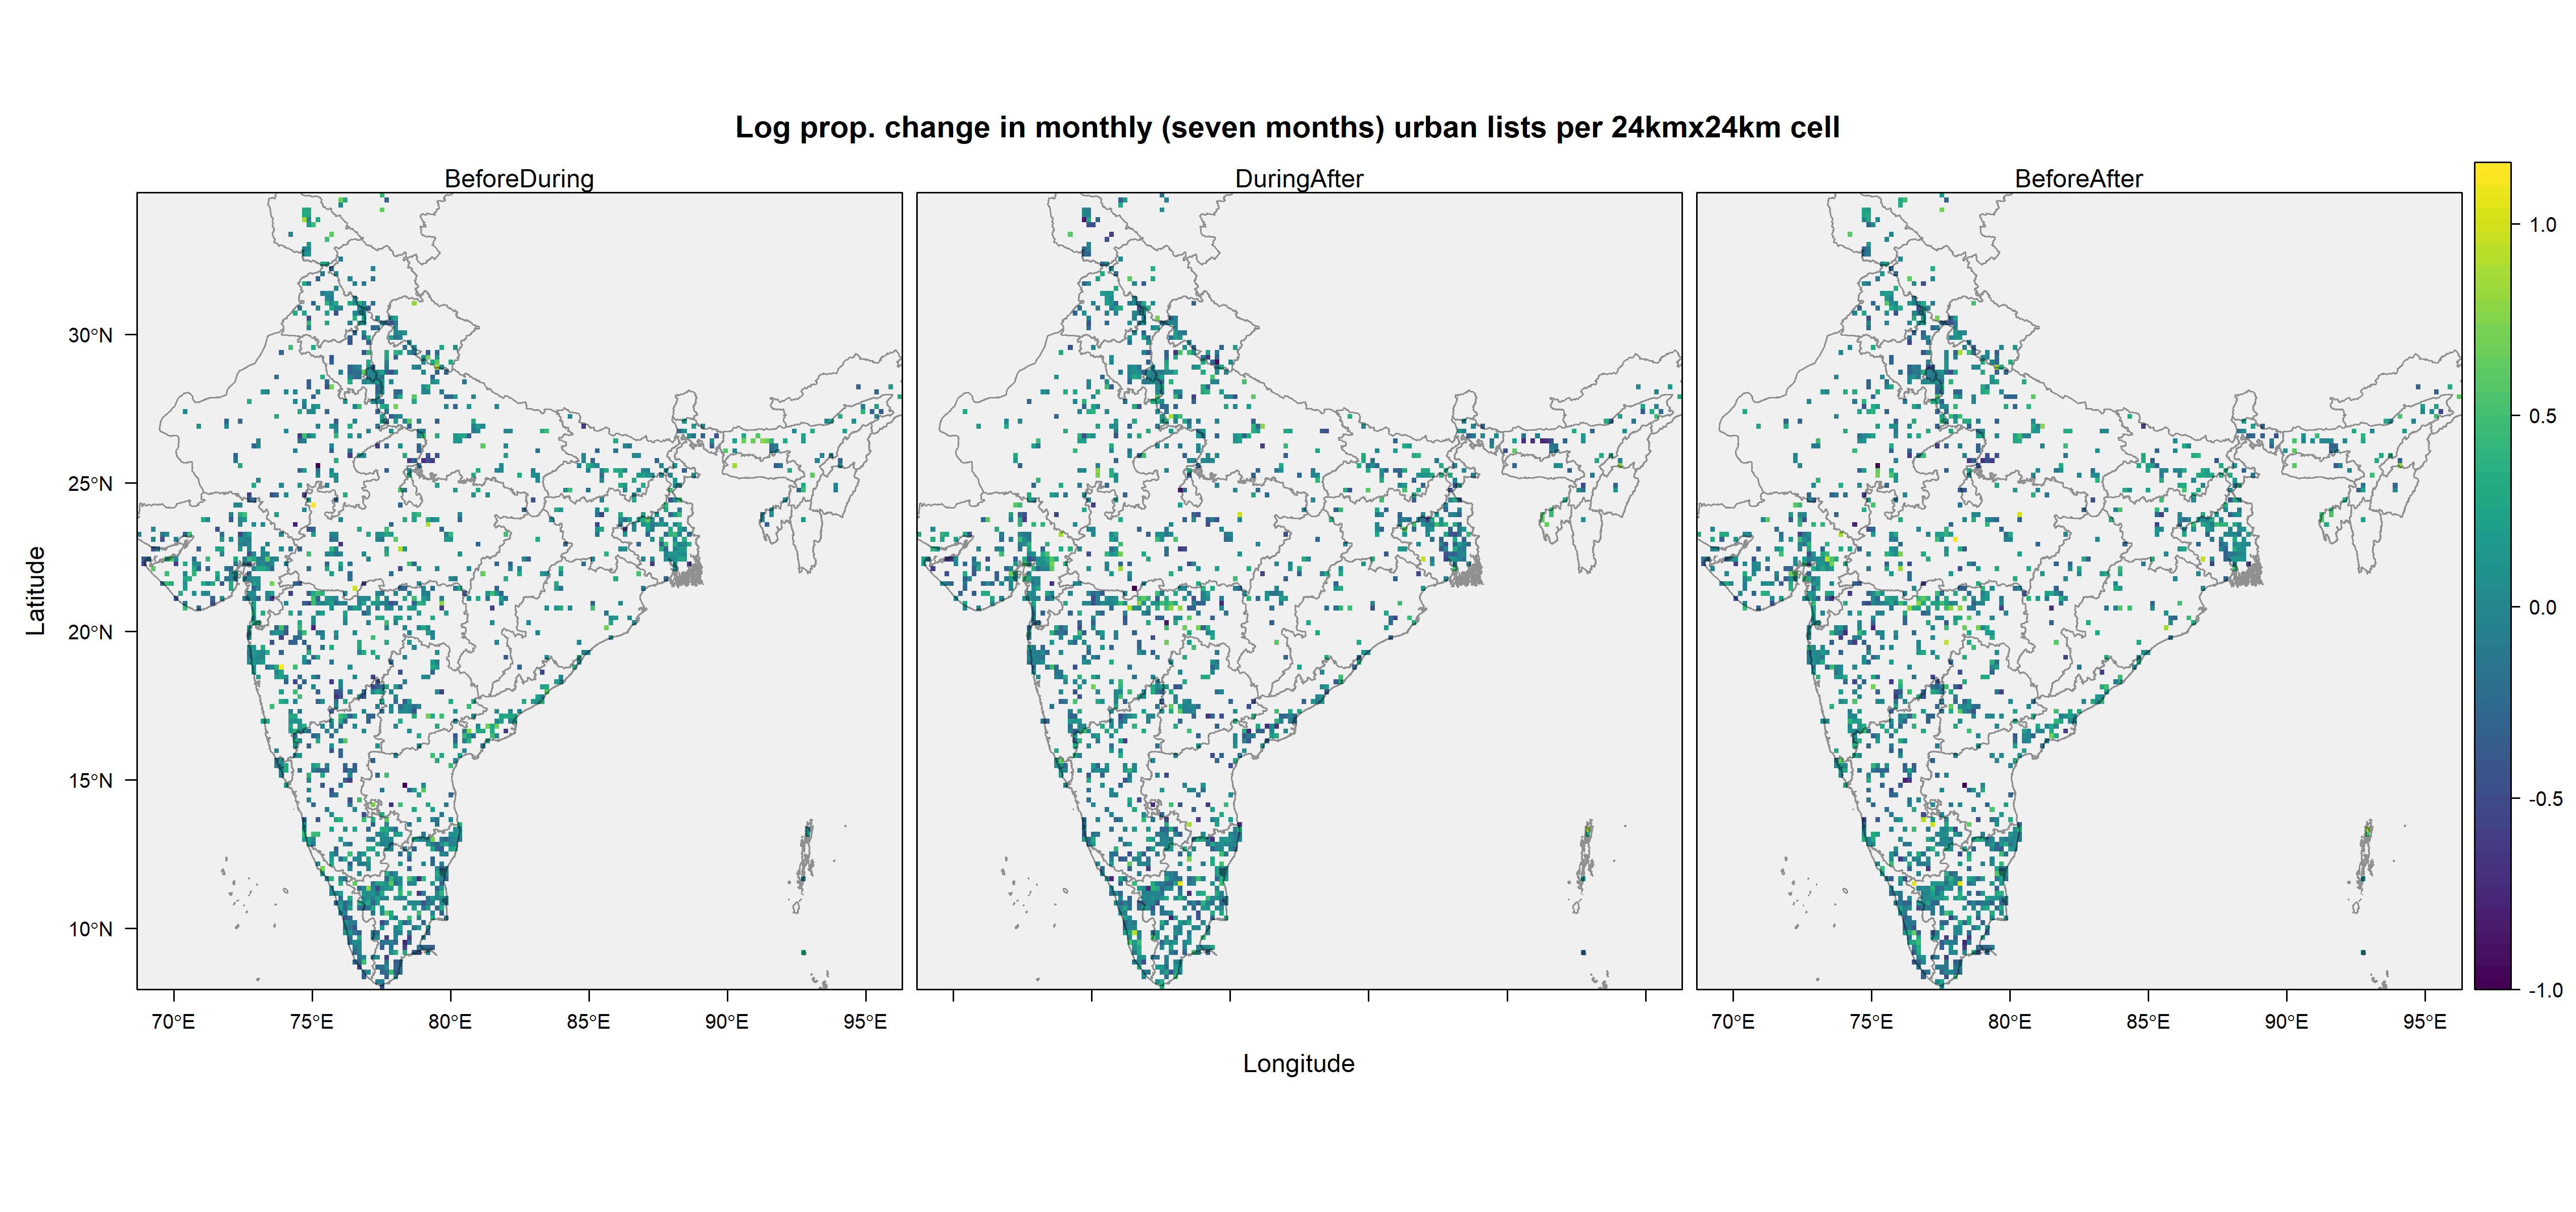 Log prop. change in monthly (seven months) urban lists per 24kmx24km cell
BeforeDuring DuringAfter BeforeAfter
1.0
30°N
0.5
25°N
0.0
Latitude
20°N
-0.5
15°N
10°N
-1.0
70°E 75°E 80°E 85°E 90°E 95°E 70°E 75°E 80°E 85°E 90°E 95°E
Longitude